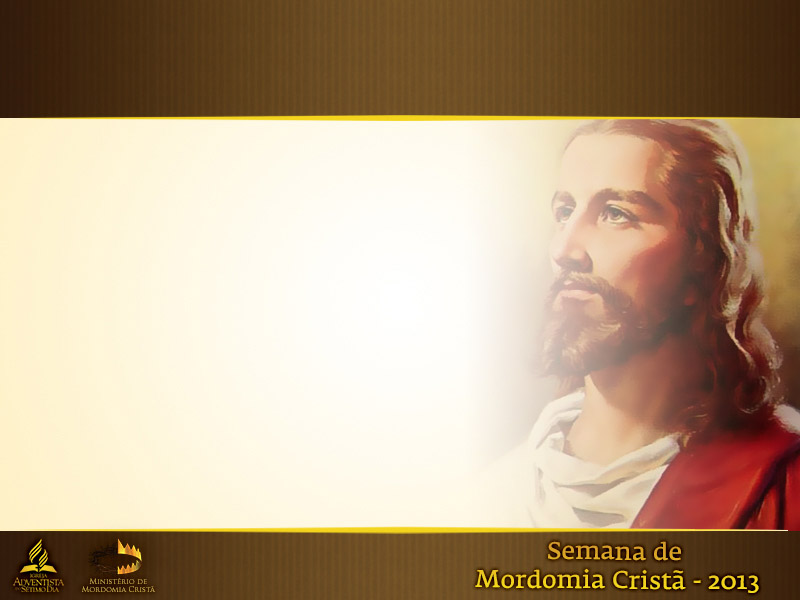 Semana de
Mordomia Cristã - 2013
IGREJA
ADVENTISTA
DO SÉTIMO DIA
MINISTÉRIO DE
MORDOMIA CRISTÃ